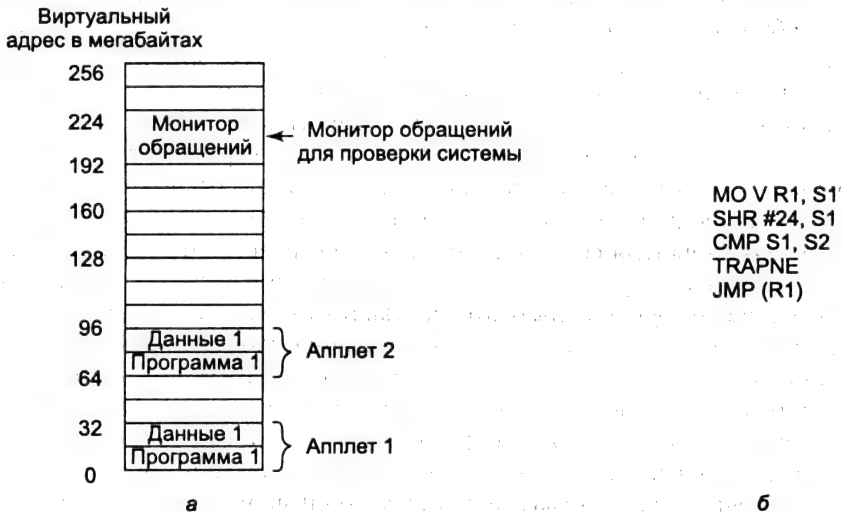 Виртуальный
адрес в мегабайтах
256
224
192
160
128
96
64
32
0
Монитор
обращений
Монитор обращений
для проверки системы
Данные 1
Программа 1
Апплет 2
Данные 1
Программа 1
Апплет 1
а
MO V R1, S1
SHR #24, S1
CMP S1, S2
TRAPNE
JMP (R1)
б